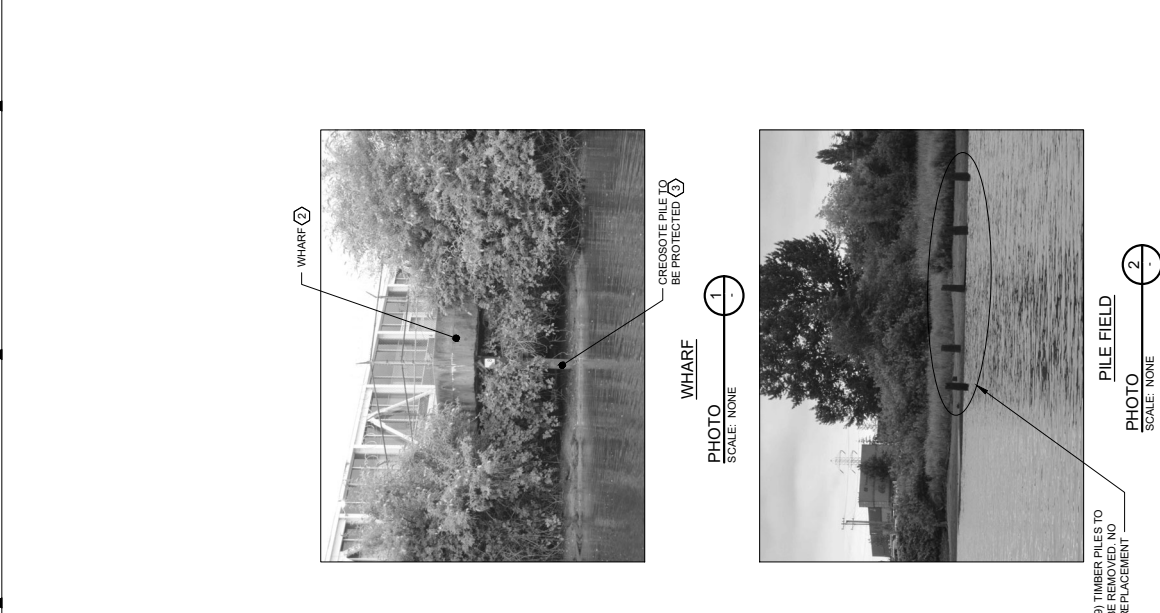 WHARF 2
CREOSOTE PILE TO
BE PROTECTED 3
WHARF
PHOTO
SCALE: NONE
1
-
9) TIMBER PILES TO
BE REMOVED. NO
REPLACEMENT
PILE FIELD
PHOTO
SCALE: NONE
2
-